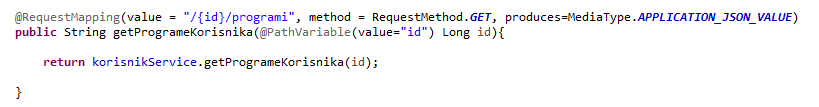 @RequestMapping(value = "/{id}/programi", method = RequestMethod.GET, produces=MediaType.APPLICATION_JSON_VALUE)
public String getProgrameKorisnika(@PathVariable(value="id") Long id){
return korisnikService.getProgrameKorisnika(id);
}